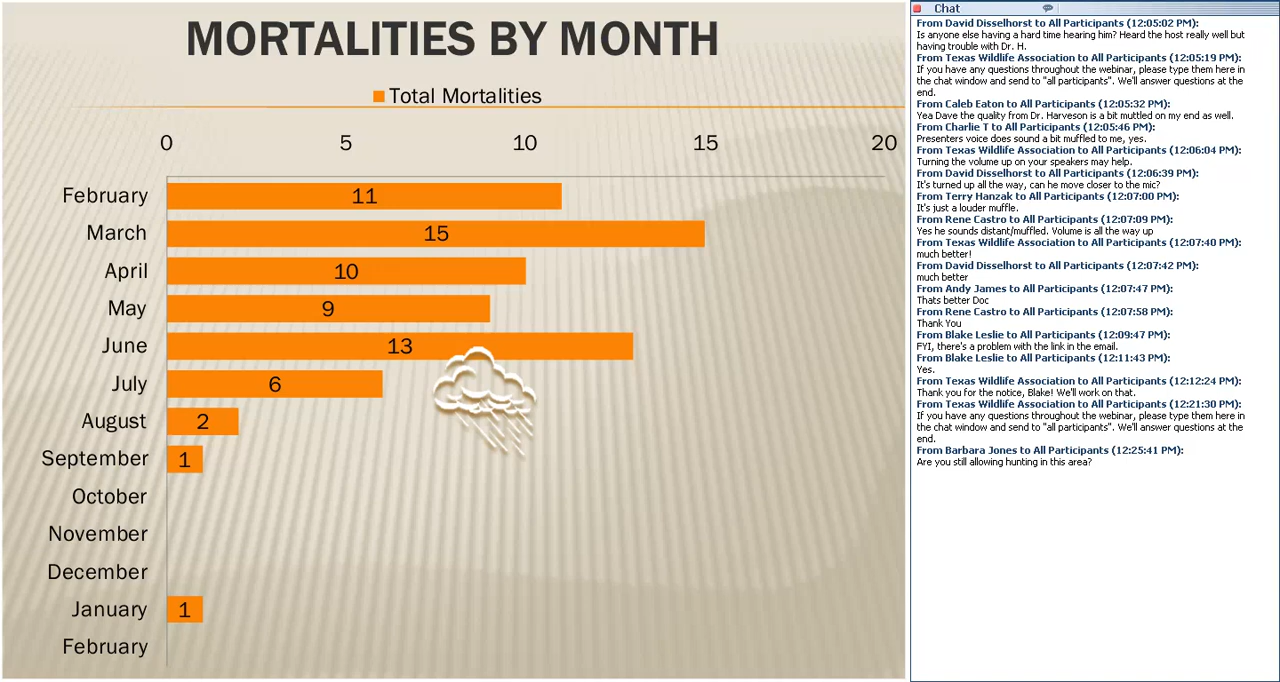 MORTALITIES BY MONTH
Total Mortalities
0 5 10 15 20
February 11
March 15
April 10
May 9
June 13
July 6
August 2
September 1
October
November
December
January 1
February
Chat
From David Disselhorst to All Participants (12:05:02 PM):
Is anyone else having a hard time hearing him? Heard the host really well but
having trouble with Dr. H.
From Texas Wildlife Association to All Participants (12:05:19 PM):
If you have any questions throughout the webinar, please type them here in
the chat window and send to "all participants". We'll answer questions at the
end.
From Caleb Eaton to All Participants (12:05:32 PM):
Yea Dave the quality from Dr. Harveson is a bit muttled on my end as well.
From Charlie T to All Participants (12:05:46 PM):
Presenters voice does sound a bit muffled to me, yes.
From Texas Wildlife Association to All Participants (12:06:04 PM):
Turning the volume up on your speakers may help.
From David Disselhorst to All Participants (12:06:39 PM):
It's turned up all the way, can he move closer to the mic?
From Terry Hanzak to All Participants (12:07:00 PM):
It's just a louder muffle.
From Rene Castro to All Participants (12:07:09 PM):
Yes he sounds distant/muffled. Volume is all the way up
From Texas Wildlife Association to All Participants (12:07:40 PM):
much better!
From David Disselhorst to All Participants (12:07:42 PM):
much better
From Andy James to All Participants (12:07:47 PM):
Thats better Doc
From Rene Castro to All Participants (12:07:58 PM):
Thank You
From Blake Leslie to All Participants (12:09:47 PM):
FYI, there's a problem with the link in the email.
From Blake Leslie to All Participants (12:11:43 PM):
Yes.
From Texas Wildlife Association to All Participants (12:12:24 PM):
Thank you for the notice, Blake! We'll work on that.
From Texas Wildlife Association to All Participants (12:21:30 PM):
If you have any questions throughout the webinar, please type them here in
the chat window and send to "all participants". We'll answer questions at the
end.
From Barbara Jones to All Participants (12:25:41 PM):
Are you still allowing hunting in this area?